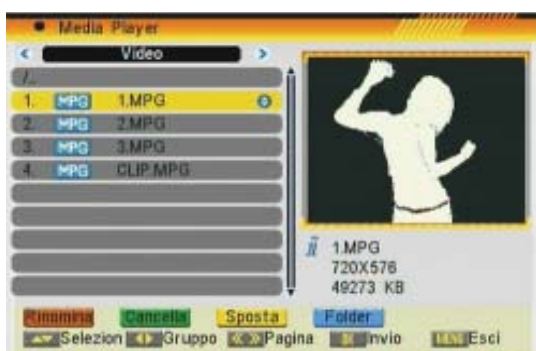 Media Player
Video
/..
1. MPG 1.MPG
2. MPG 2.MPG
3. MPG 3.MPG
4. MPG CLIP.MPG
1.MPG
720X576
49273 KB
Rinomina Cancella Sposta Folder
Selezion Gruppo Pagina Invio MENU Esci